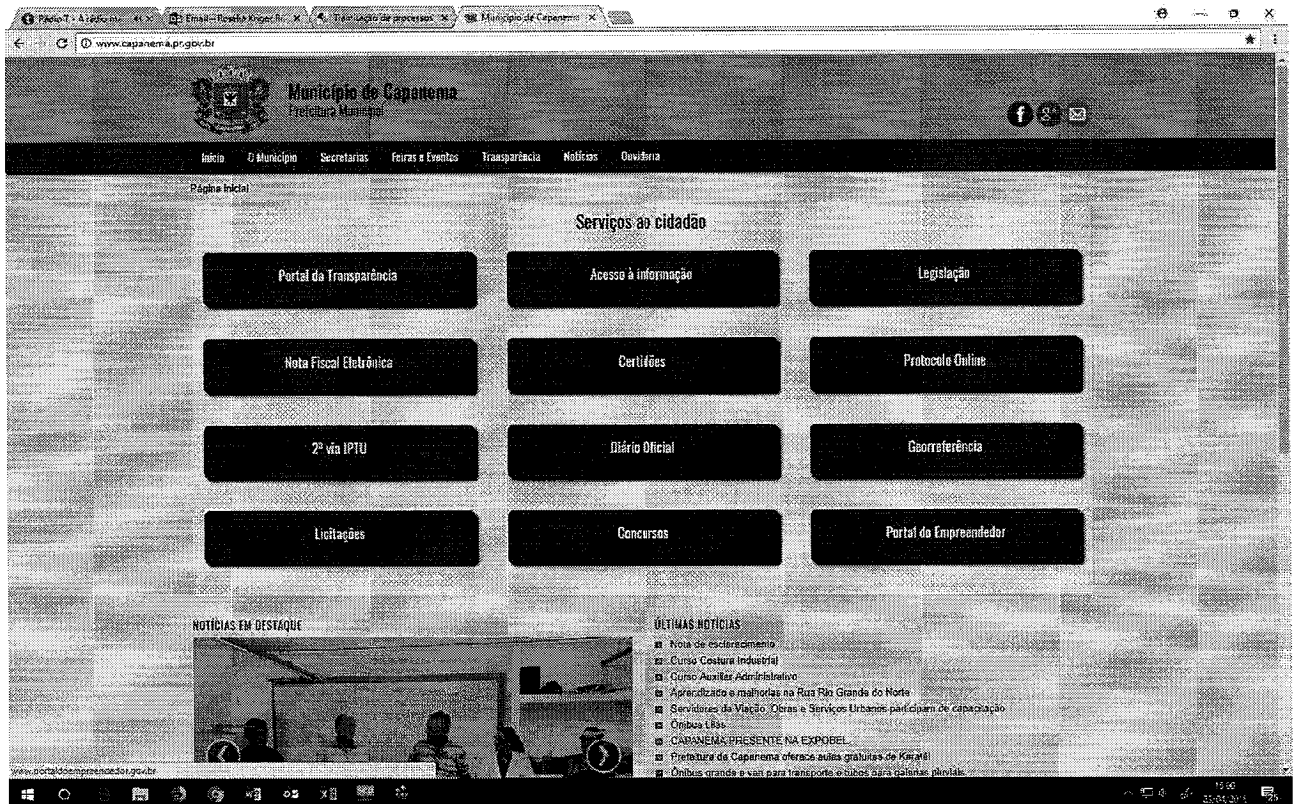 Município de Capanema
www.capanema.pr.gov.br
Município de Capanema
Prefeitura Municipal
Início O Município Secretarias Feiras e Eventos Transparência Notícias Ouvidoria
Página Inicial
Serviços ao cidadão
Portal da Transparência Acesso à informação Legislação
Nota Fiscal Eletrônica Certidões Protocolo Online
2ª via IPTU Diário Oficial Georreferência
Licitações Concursos Portal do Empreendedor
NOTÍCIAS EM DESTAQUE
ÚLTIMAS NOTÍCIAS
Nota de esclarecimento
Curso Costura Industrial
Curso Auxiliar Administrativo
Aprendizado e melhorias na Rua Rio Grande do Norte
Servidores da Viação, Obras e Serviços Urbanos participam de capacitação
Ônibus Lilás
CAPANEMA PRESENTE NA EXPOBEL
Prefeitura de Capanema oferece aulas gratuitas de Karatê!
Ônibus grande e van para transporte e tubos para galerias pluviais
www.portaldoempreendedor.gov.br